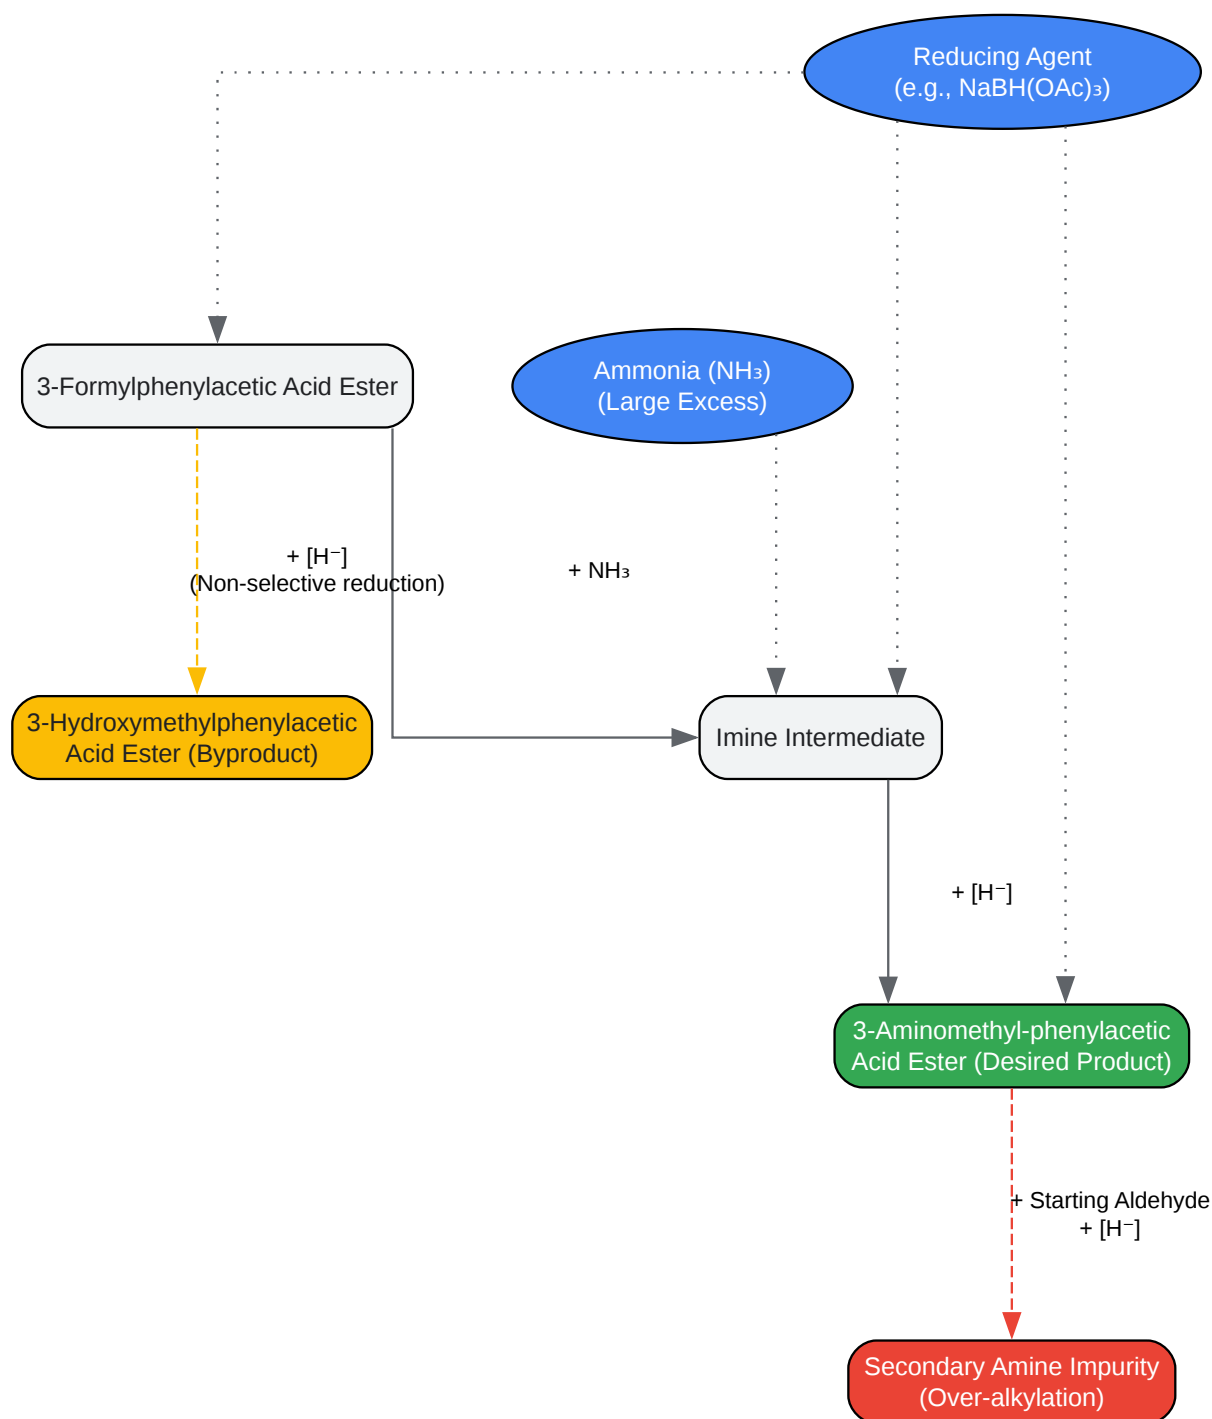 Reducing Agent
(e.g., NaBH(OAc)₃)
3-Formylphenylacetic Acid Ester
Ammonia (NH₃)
(Large Excess)
+ [H⁻]
(Non-selective reduction)
+ NH₃
3-Hydroxymethylphenylacetic
Acid Ester (Byproduct)
Imine Intermediate
+ [H⁻]
3-Aminomethyl-phenylacetic
Acid Ester (Desired Product)
+ Starting Aldehyde
+ [H⁻]
Secondary Amine Impurity
(Over-alkylation)